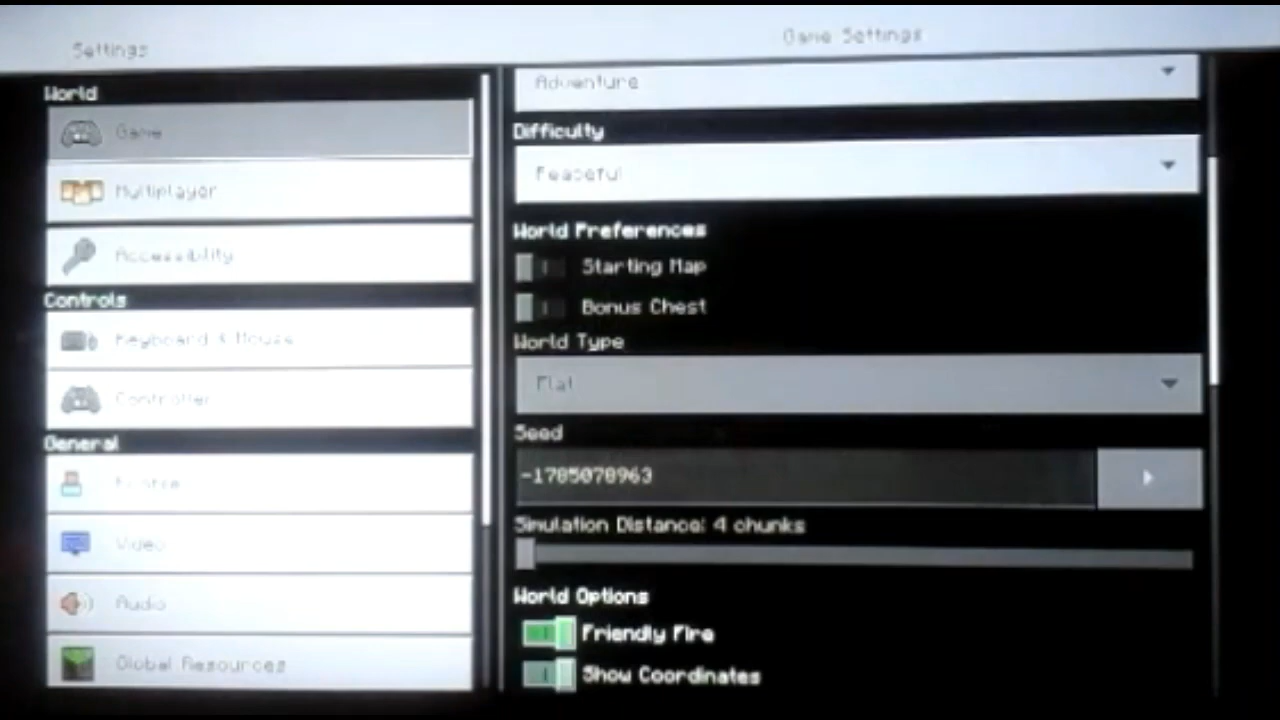 Settings
Game Settings
World
Game
Multiplayer
Accessibility
Controls
Keyboard & Mouse
Controller
General
Profile
Video
Audio
Global Resources
Adventure
Difficulty
Peaceful
World Preferences
Starting Map
Bonus Chest
World Type
Flat
Seed
-1785078963
Simulation Distance: 4 chunks
World Options
Friendly Fire
Show Coordinates